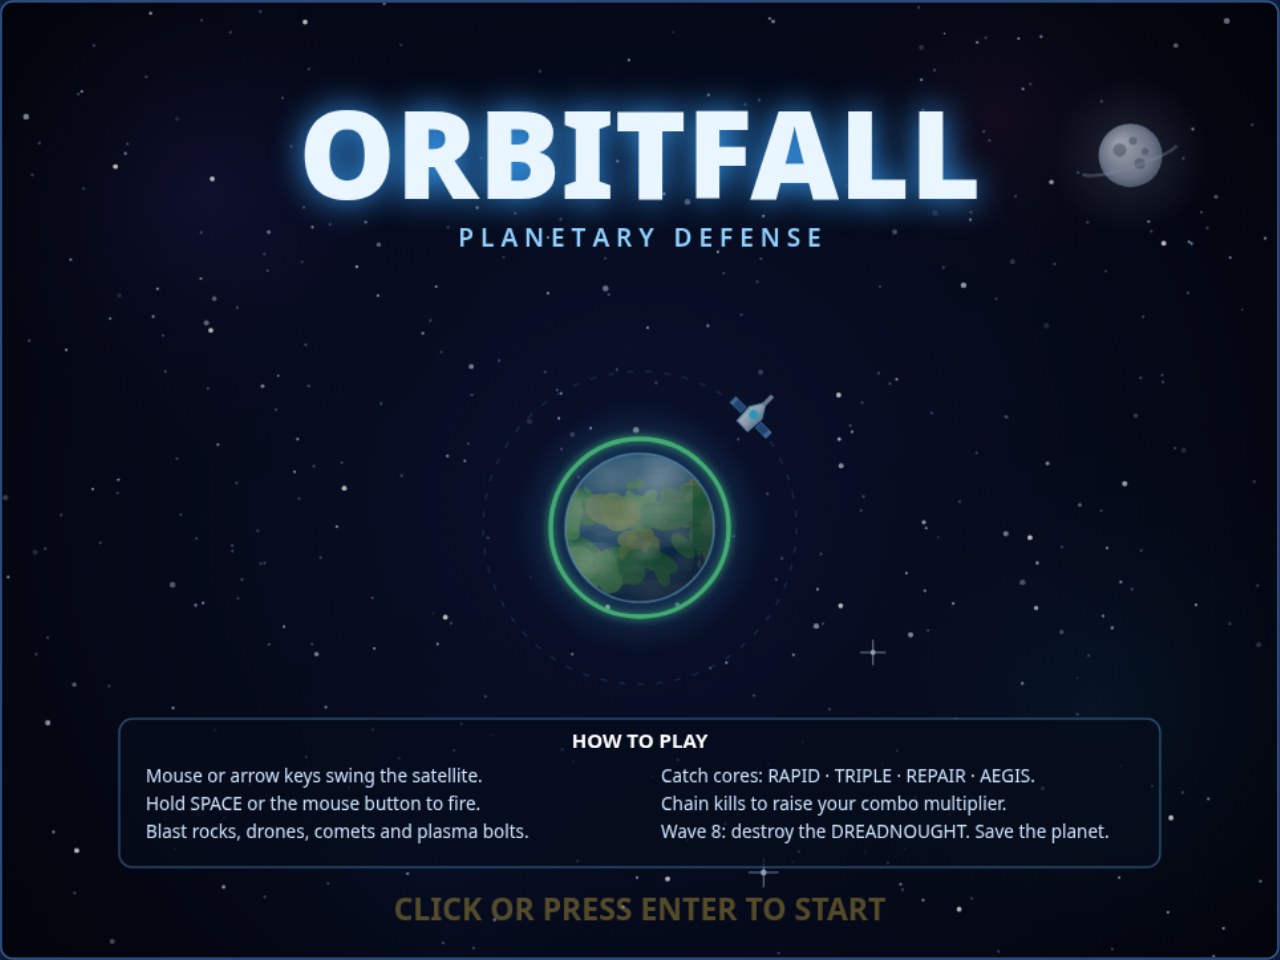 ORBITFALL
PLANETARY DEFENSE
HOW TO PLAY
Mouse or arrow keys swing the satellite.
Hold SPACE or the mouse button to fire.
Blast rocks, drones, comets and plasma bolts.
Catch cores: RAPID · TRIPLE · REPAIR · AEGIS.
Chain kills to raise your combo multiplier.
Wave 8: destroy the DREADNOUGHT. Save the planet.
CLICK OR PRESS ENTER TO START